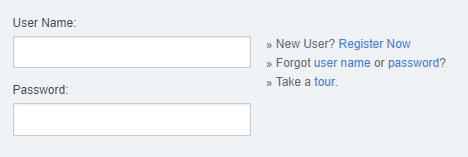 User Name:
» New User? Register Now
» Forgot user name or password?
» Take a tour.
Password: